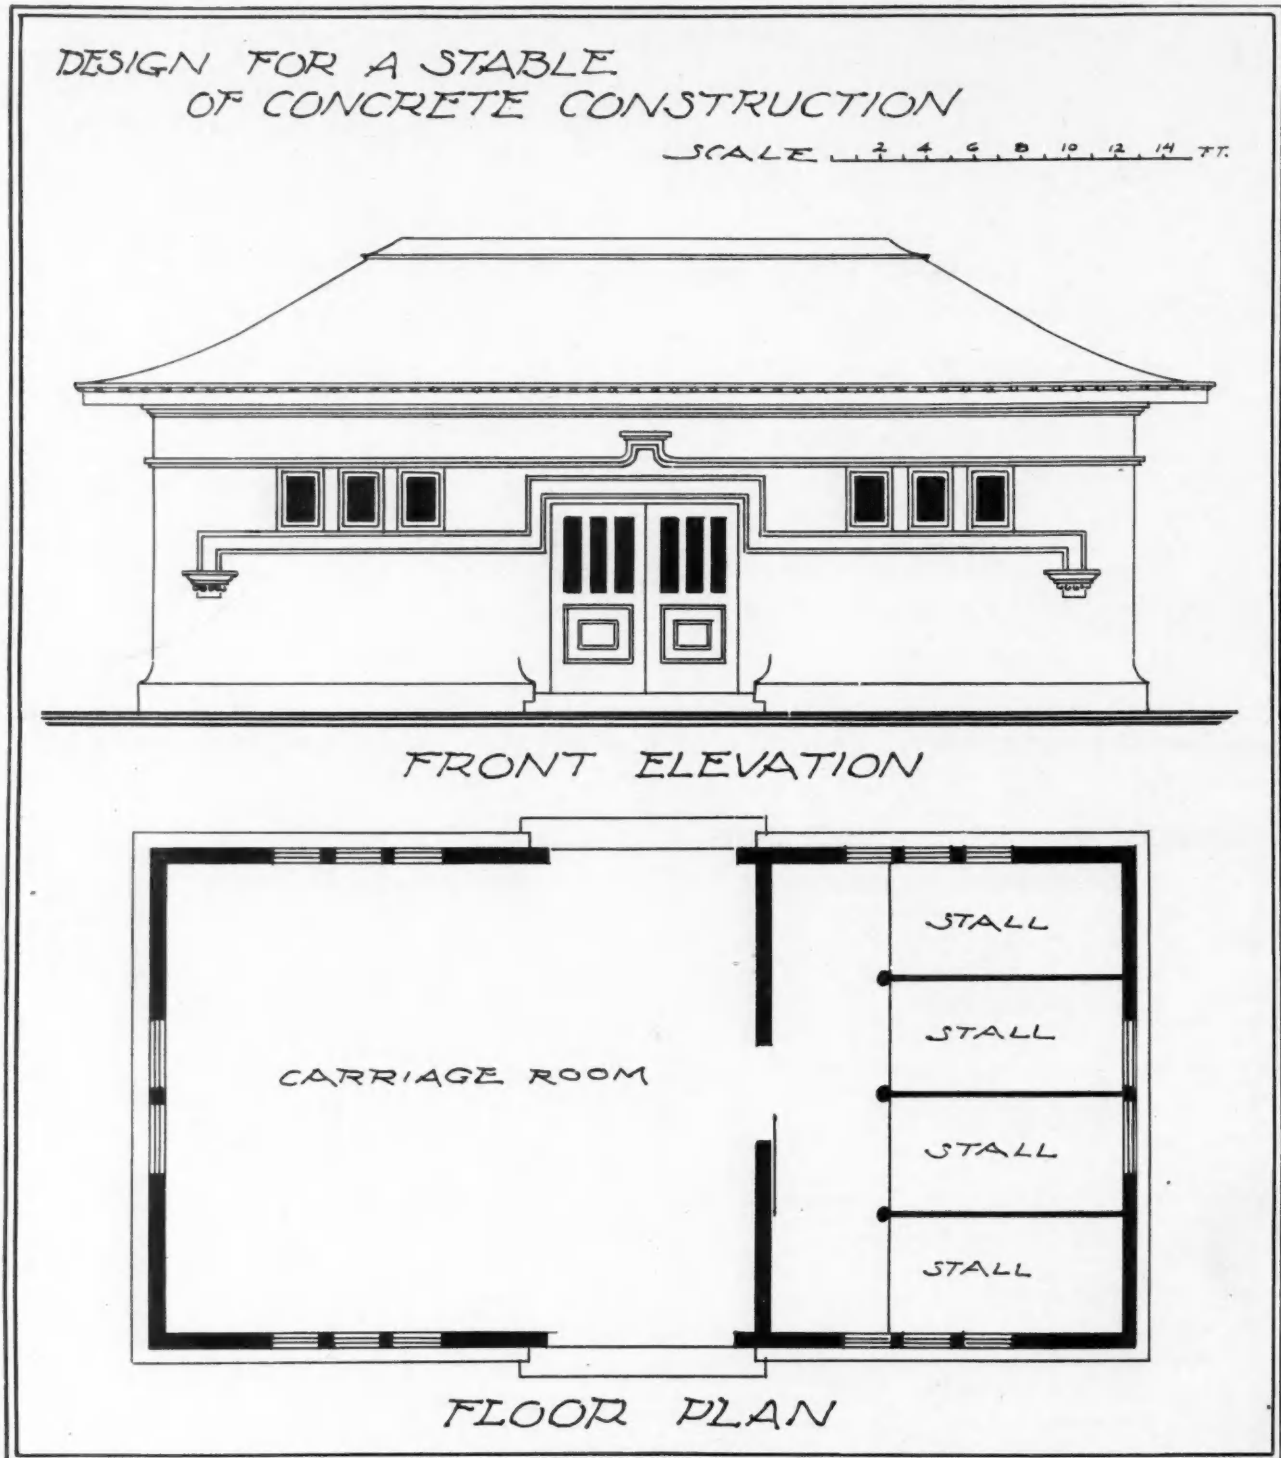 DESIGN FOR A STABLE
OF CONCRETE CONSTRUCTION
SCALE 2 4 6 8 10 12 14 FT.
FRONT ELEVATION
STALL
STALL
CARRIAGE ROOM
STALL
STALL
FLOOR PLAN